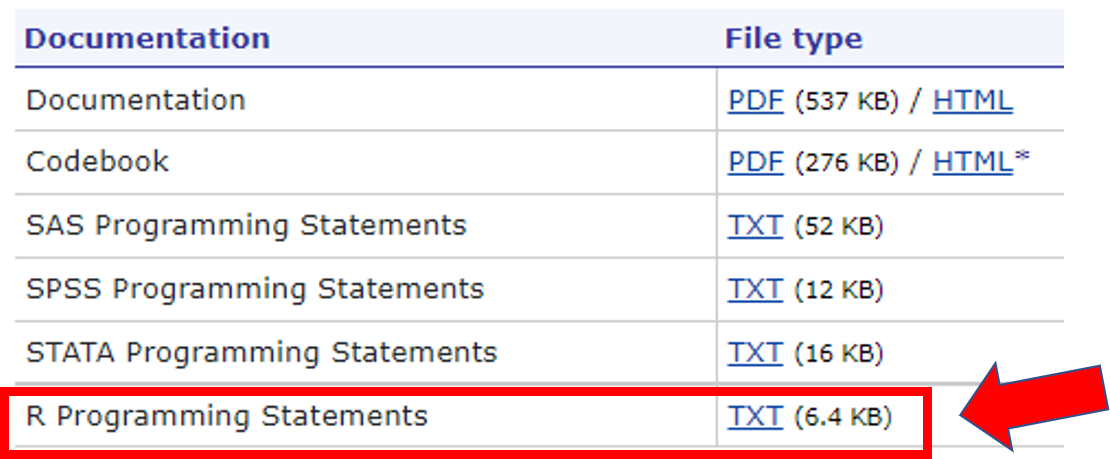 Documentation File type
Documentation PDF (537 KB) / HTML
Codebook PDF (276 KB) / HTML*
SAS Programming Statements TXT (52 KB)
SPSS Programming Statements TXT (12 KB)
STATA Programming Statements TXT (16 KB)
R Programming Statements TXT (6.4 KB)